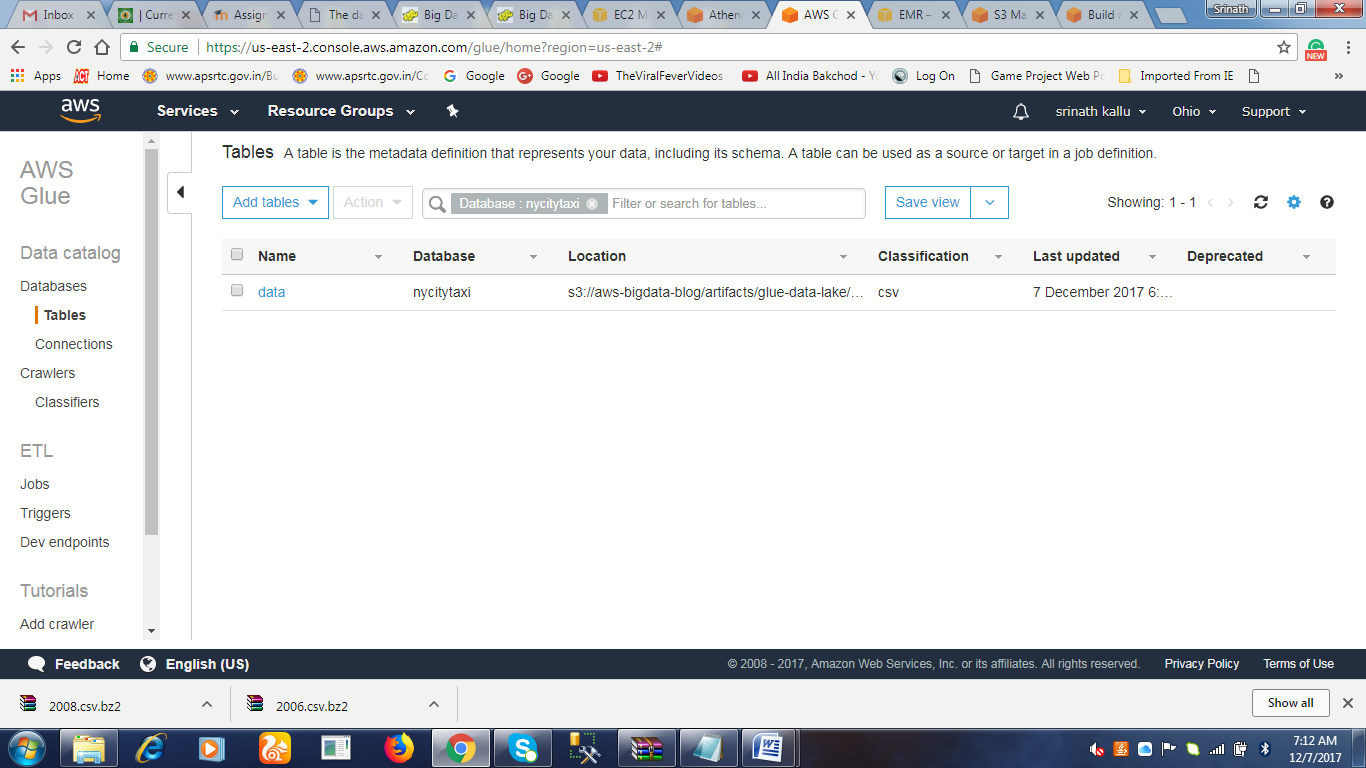 Inbox
| Curre
Assign
The da
Big Da
Big Da
EC2 M
Athena
AWS G
EMR –
S3 Ma
Build a
Srinath
Secure
https://us-east-2.console.aws.amazon.com/glue/home?region=us-east-2#
NEW
Apps
Home
www.apsrtc.gov.in/Bu
www.apsrtc.gov.in/Co
Google
Google
TheViralFeverVideos
All India Bakchod - Yo
Log On
Game Project Web Po
Imported From IE
»
aws
Services
Resource Groups
srinath kallu
Ohio
Support
AWS
Glue
Data catalog
Databases
Tables
Connections
Crawlers
Classifiers
ETL
Jobs
Triggers
Dev endpoints
Tutorials
Add crawler
Tables A table is the metadata definition that represents your data, including its schema. A table can be used as a source or target in a job definition.
Add tables
Action
Database : nycitytaxi
Filter or search for tables...
Save view
Showing: 1 - 1
Name Database Location Classification Last updated Deprecated
data nycitytaxi s3://aws-bigdata-blog/artifacts/glue-data-lake/... csv 7 December 2017 6:...
Feedback
English (US)
© 2008 - 2017, Amazon Web Services, Inc. or its affiliates. All rights reserved.
Privacy Policy
Terms of Use
2008.csv.bz2
2006.csv.bz2
Show all
7:12 AM
12/7/2017